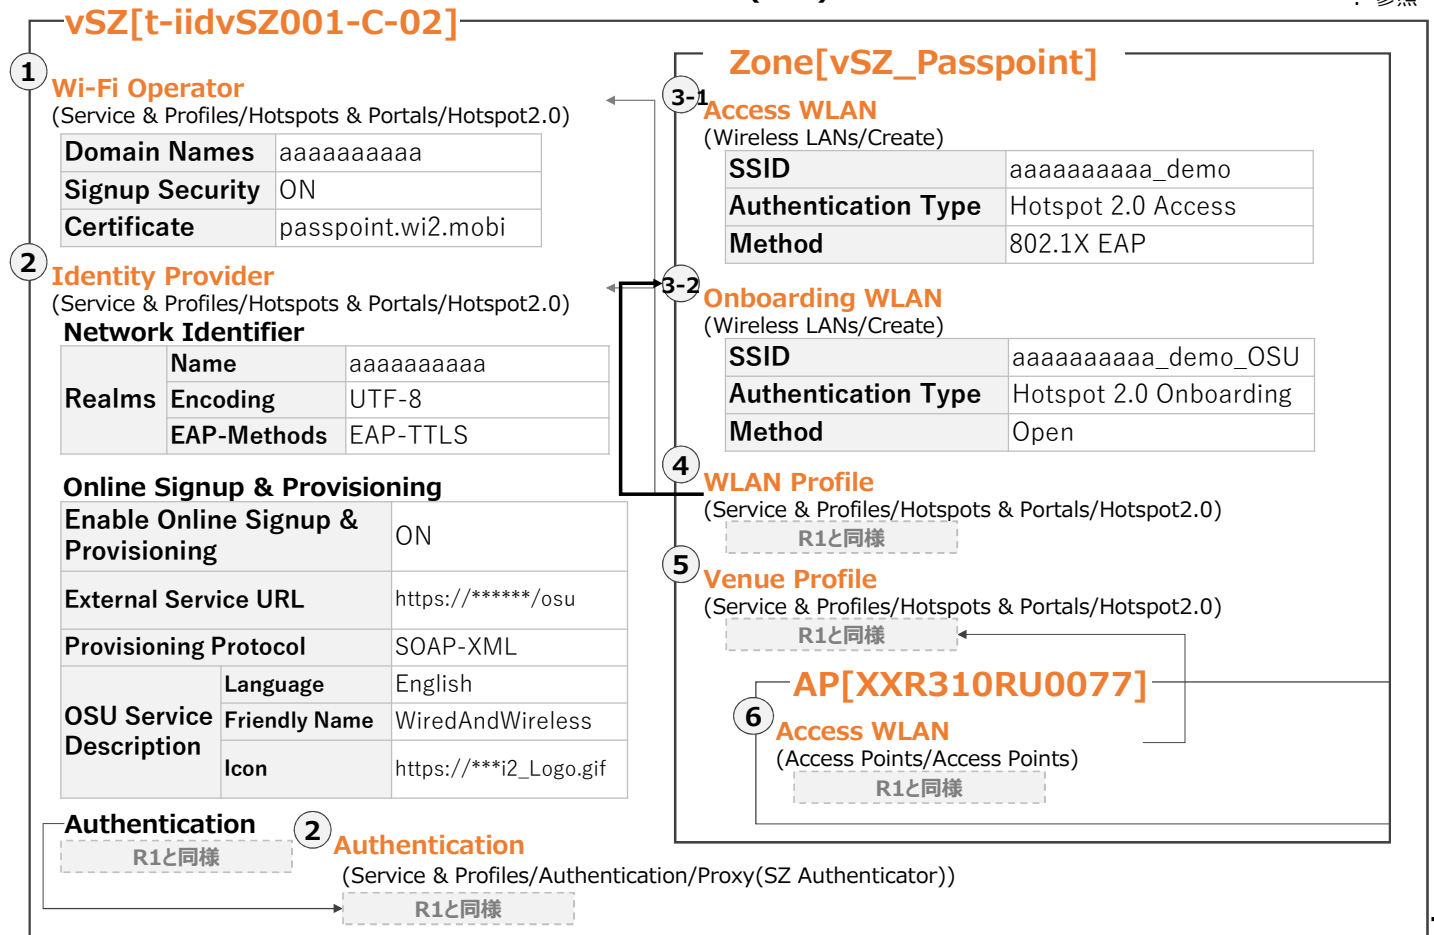 vSZ[t-iidvSZ001-C-02]
1
Wi-Fi Operator
(Service & Profiles/Hotspots & Portals/Hotspot2.0)
Domain Names aaaaaaaaaa
Signup Security ON
Certificate passpoint.wi2.mobi
2
Identity Provider
(Service & Profiles/Hotspots & Portals/Hotspot2.0)
Network Identifier
Realms
Name aaaaaaaaaa
Encoding UTF-8
EAP-Methods EAP-TTLS
Online Signup & Provisioning
Enable Online Signup &
Provisioning
ON
External Service URL https://******/osu
Provisioning Protocol SOAP-XML
OSU Service
Description
Language English
Friendly Name WiredAndWireless
Icon https://***i2_Logo.gif
Authentication
R1と同様
2
Authentication
(Service & Profiles/Authentication/Proxy(SZ Authenticator))
R1と同様
Zone[vSZ_Passpoint]
3-1
Access WLAN
(Wireless LANs/Create)
SSID aaaaaaaaaa_demo
Authentication Type Hotspot 2.0 Access
Method 802.1X EAP
3-2
Onboarding WLAN
(Wireless LANs/Create)
SSID aaaaaaaaaa_demo_OSU
Authentication Type Hotspot 2.0 Onboarding
Method Open
4
WLAN Profile
(Service & Profiles/Hotspots & Portals/Hotspot2.0)
R1と同様
5
Venue Profile
(Service & Profiles/Hotspots & Portals/Hotspot2.0)
R1と同様
AP[XXR310RU0077]
6
Access WLAN
(Access Points/Access Points)
R1と同様